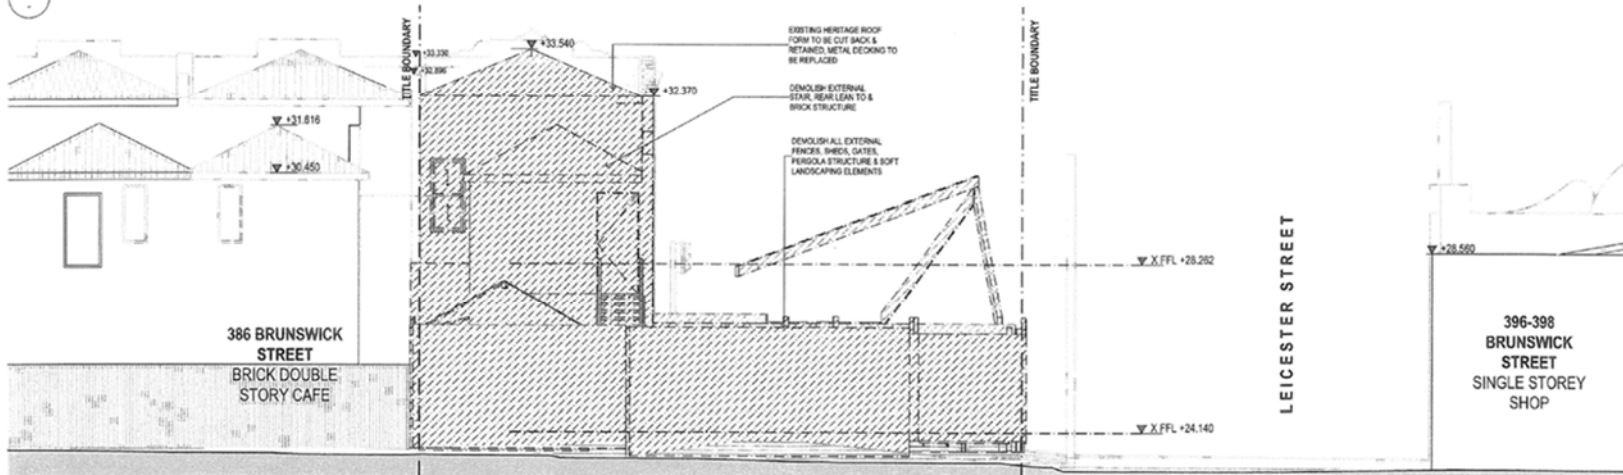 TITLE BOUNDARY
+33.330
+32.896
+33.540
EXISTING HERITAGE ROOF
FORM TO BE CUT BACK &
RETAINED, METAL DECKING TO
BE REPLACED
+32.370
DEMOLISH EXTERNAL
STAIR, REAR LEAN TO &
BRICK STRUCTURE
DEMOLISH ALL EXTERNAL
FENCES, SHEDS, GATES,
PERGOLA STRUCTURE & SOFT
LANDSCAPING ELEMENTS
TITLE BOUNDARY
+31.616
+30.450
X.FFL +28.262
+28.560
LEICESTER STREET
386 BRUNSWICK
STREET
BRICK DOUBLE
STORY CAFE
396-398
BRUNSWICK
STREET
SINGLE STOREY
SHOP
X.FFL +24.140